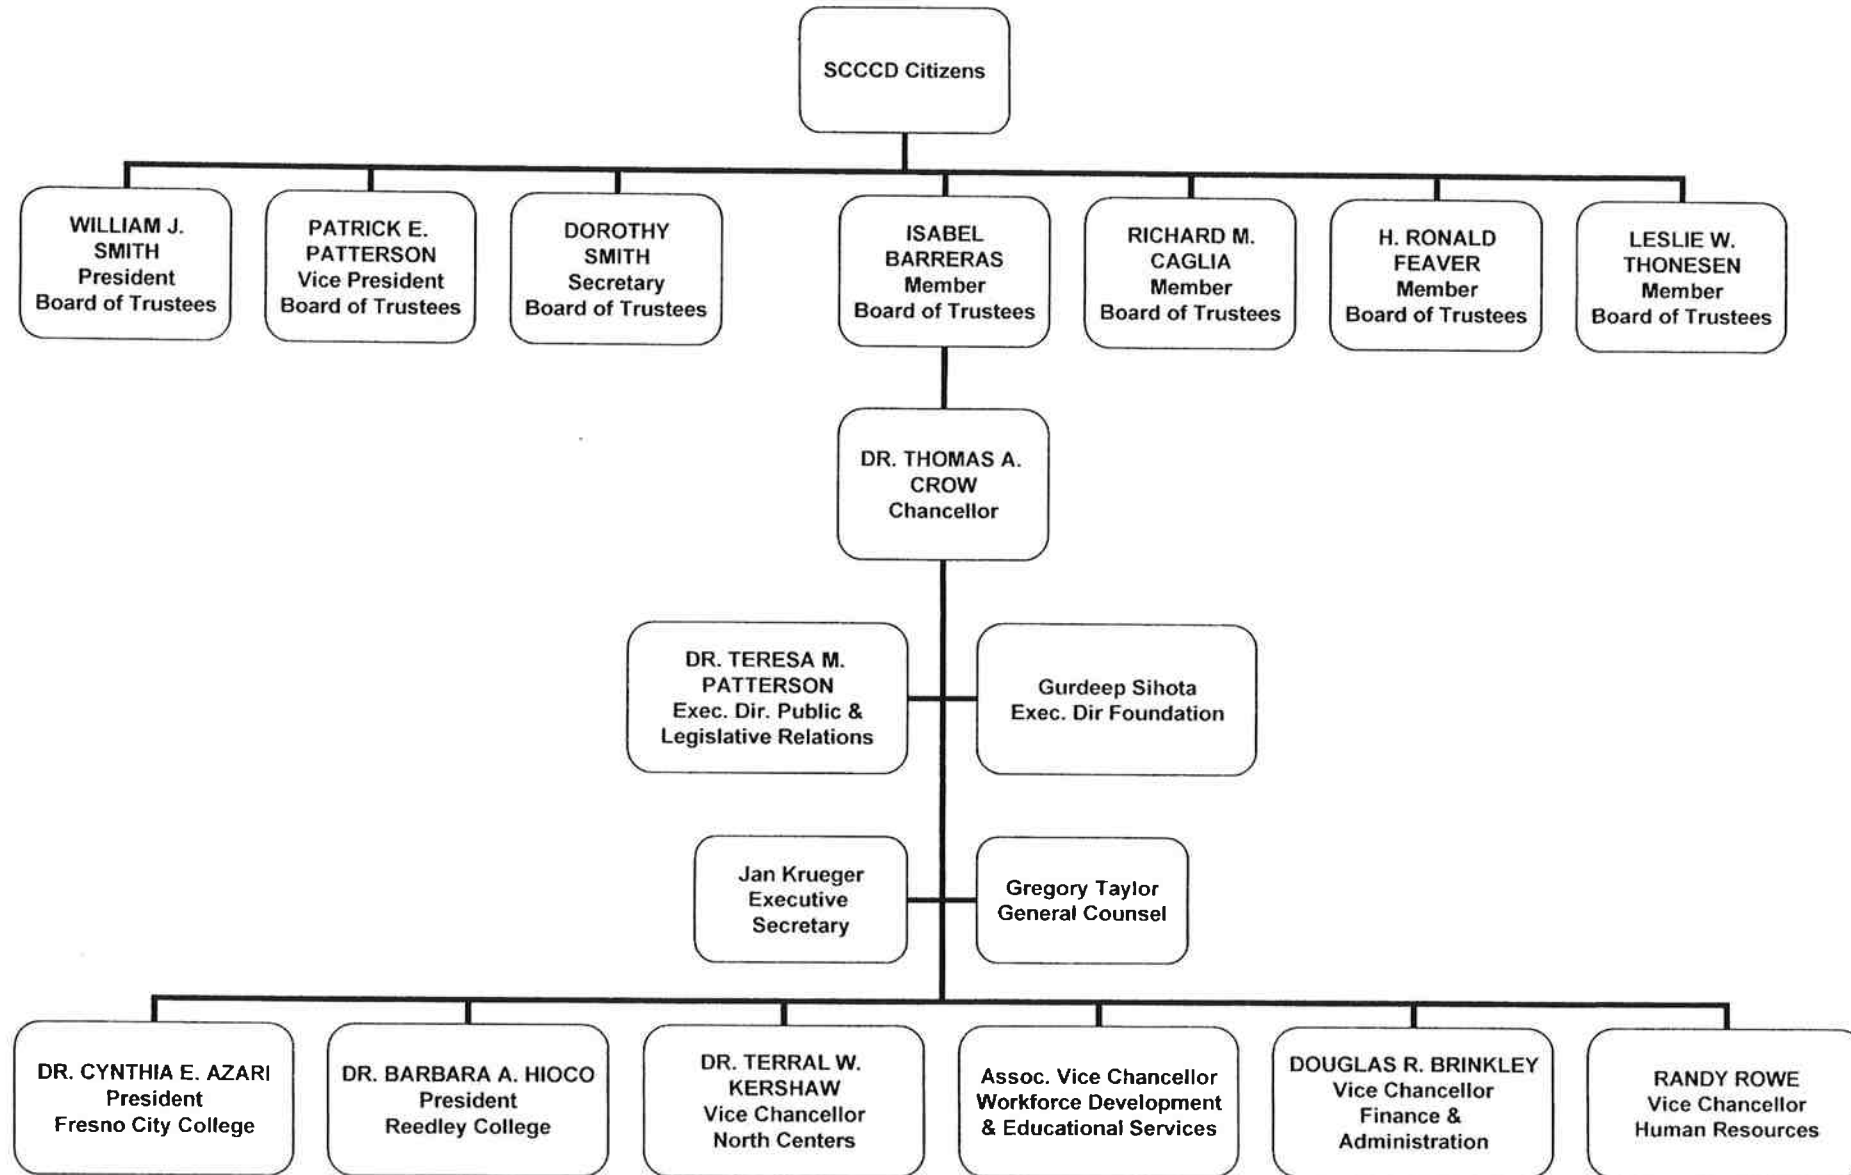 SCCCD Citizens
WILLIAM J.
SMITH
President
Board of Trustees
PATRICK E.
PATTERSON
Vice President
Board of Trustees
DOROTHY
SMITH
Secretary
Board of Trustees
ISABEL
BARRERAS
Member
Board of Trustees
RICHARD M.
CAGLIA
Member
Board of Trustees
H. RONALD
FEAVER
Member
Board of Trustees
LESLIE W.
THONESEN
Member
Board of Trustees
DR. THOMAS A.
CROW
Chancellor
DR. TERESA M.
PATTERSON
Exec. Dir. Public &
Legislative Relations
Gurdeep Sihota
Exec. Dir Foundation
Jan Krueger
Executive
Secretary
Gregory Taylor
General Counsel
DR. CYNTHIA E. AZARI
President
Fresno City College
DR. BARBARA A. HIOCO
President
Reedley College
DR. TERRAL W.
KERSHAW
Vice Chancellor
North Centers
Assoc. Vice Chancellor
Workforce Development
& Educational Services
DOUGLAS R. BRINKLEY
Vice Chancellor
Finance &
Administration
RANDY ROWE
Vice Chancellor
Human Resources